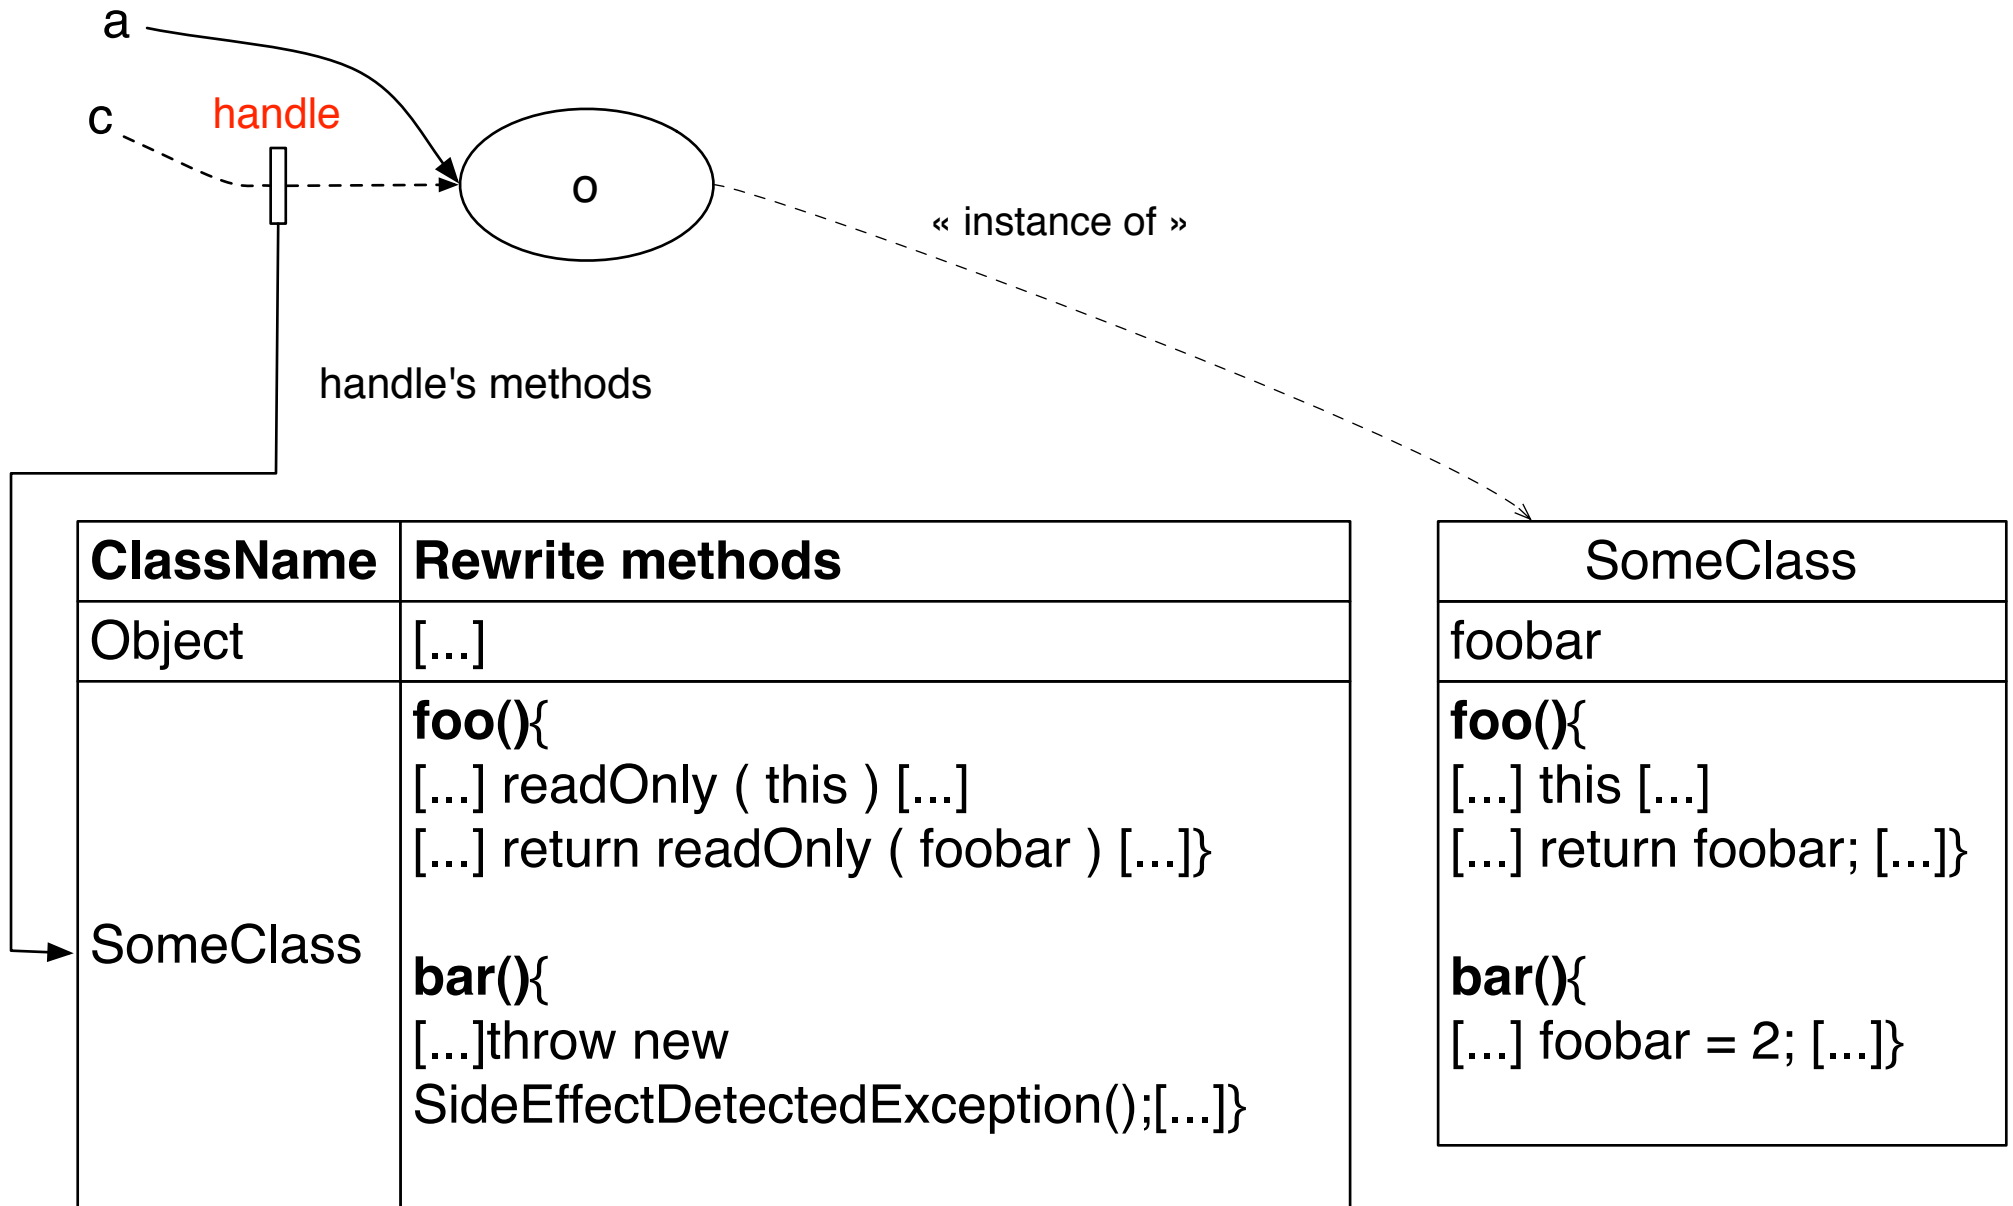 a
c
handle
o
« instance of »
handle's methods
ClassName
Rewrite methods
Object
[...]
SomeClass
foo(){
[...] readOnly ( this ) [...]
[...] return readOnly ( foobar ) [...]}
bar(){
[...]throw new
SideEffectDetectedException();[...]}
SomeClass
foobar
foo(){
[...] this [...]
[...] return foobar; [...]}
bar(){
[...] foobar = 2; [...]}